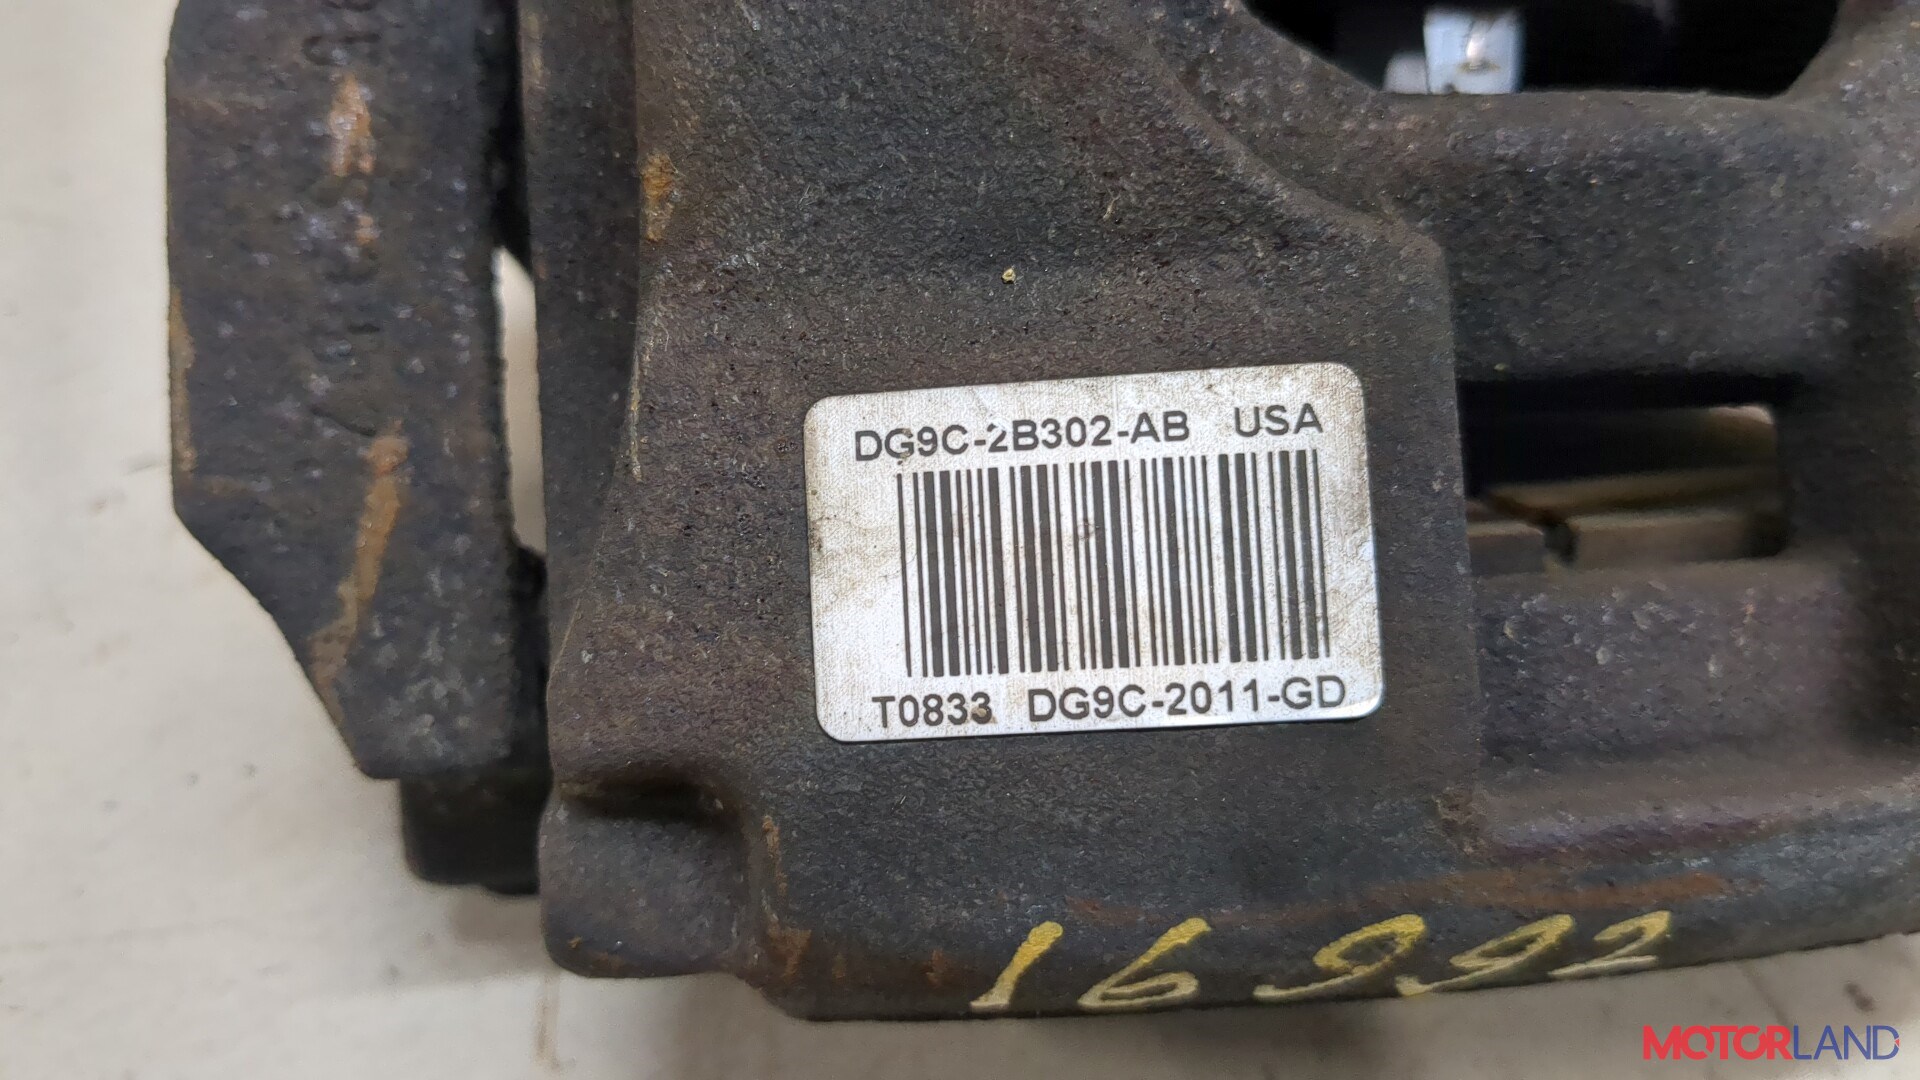 DG9C-2B302-AB USA
T0833 DG9C-2011-GD
16992
MOTORLAND